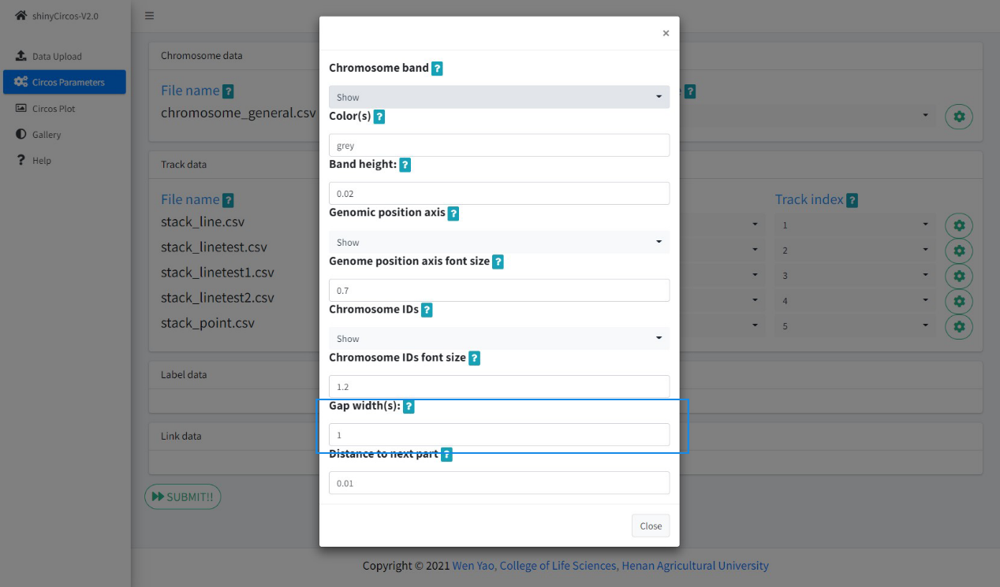 shinyCircos-V2.0
Data Upload
Circos Parameters
Circos Plot
Gallery
? Help
Chromosome data
File name ?
chromosome_general.csv
?
Track data
File name ?
Track index ?
stack_line.csv
1
stack_linetest.csv
2
stack_linetest1.csv
3
stack_linetest2.csv
4
stack_point.csv
5
Label data
Link data
SUBMIT!!
×
Chromosome band ?
Show
Color(s) ?
grey
Band height: ?
0.02
Genomic position axis ?
Show
Genome position axis font size ?
0.7
Chromosome IDs ?
Show
Chromosome IDs font size ?
1.2
Gap width(s): ?
1
Distance to next part ?
0.01
Close
Copyright © 2021 Wen Yao, College of Life Sciences, Henan Agricultural University